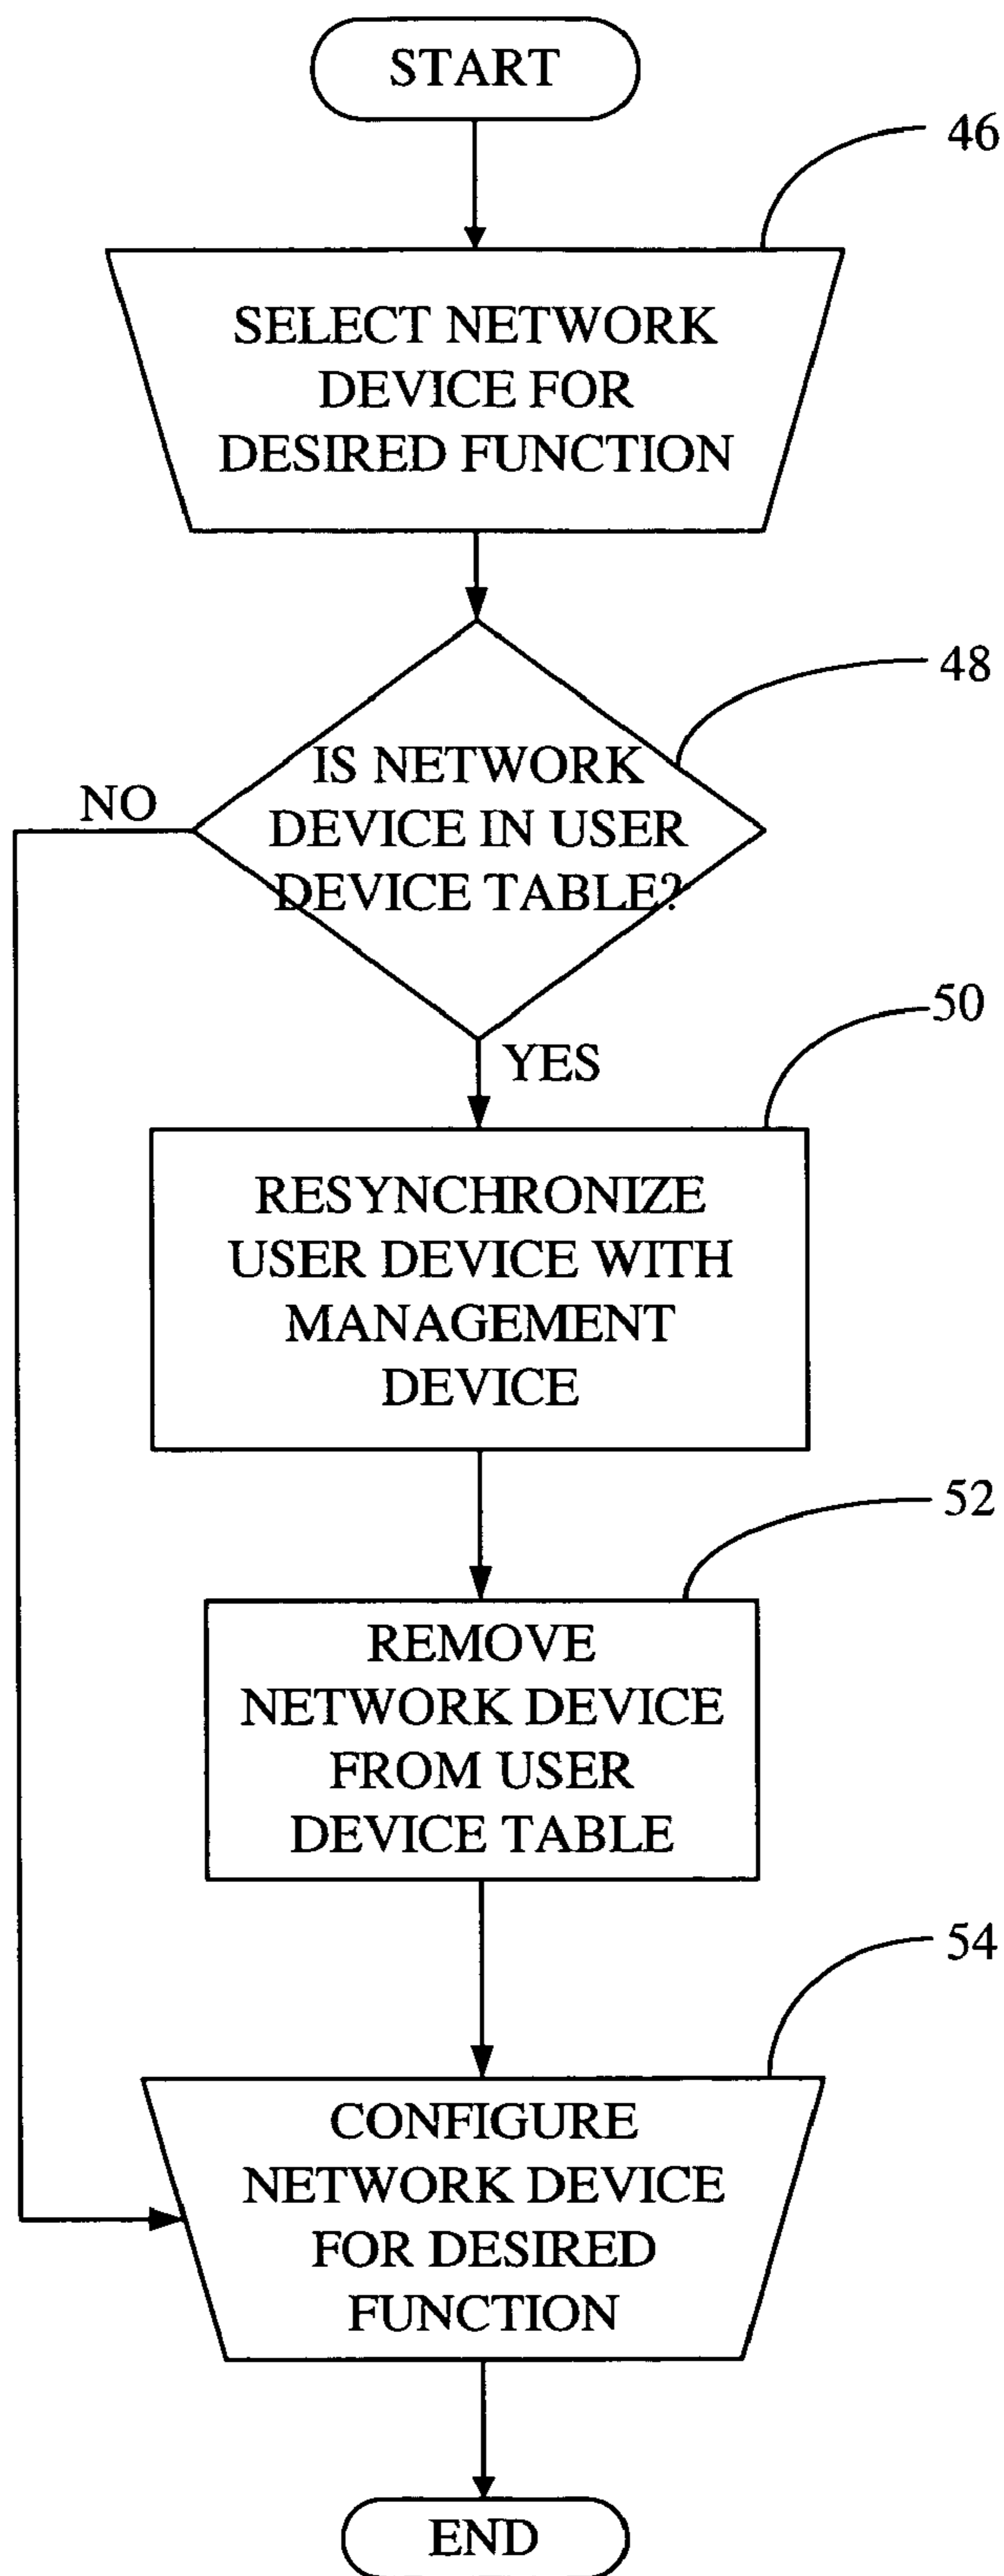 START
46
SELECT NETWORK
DEVICE FOR
DESIRED FUNCTION
48
IS NETWORK
DEVICE IN USER
DEVICE TABLE?
NO
YES
50
RESYNCHRONIZE
USER DEVICE WITH
MANAGEMENT
DEVICE
52
REMOVE
NETWORK DEVICE
FROM USER
DEVICE TABLE
54
CONFIGURE
NETWORK DEVICE
FOR DESIRED
FUNCTION
END